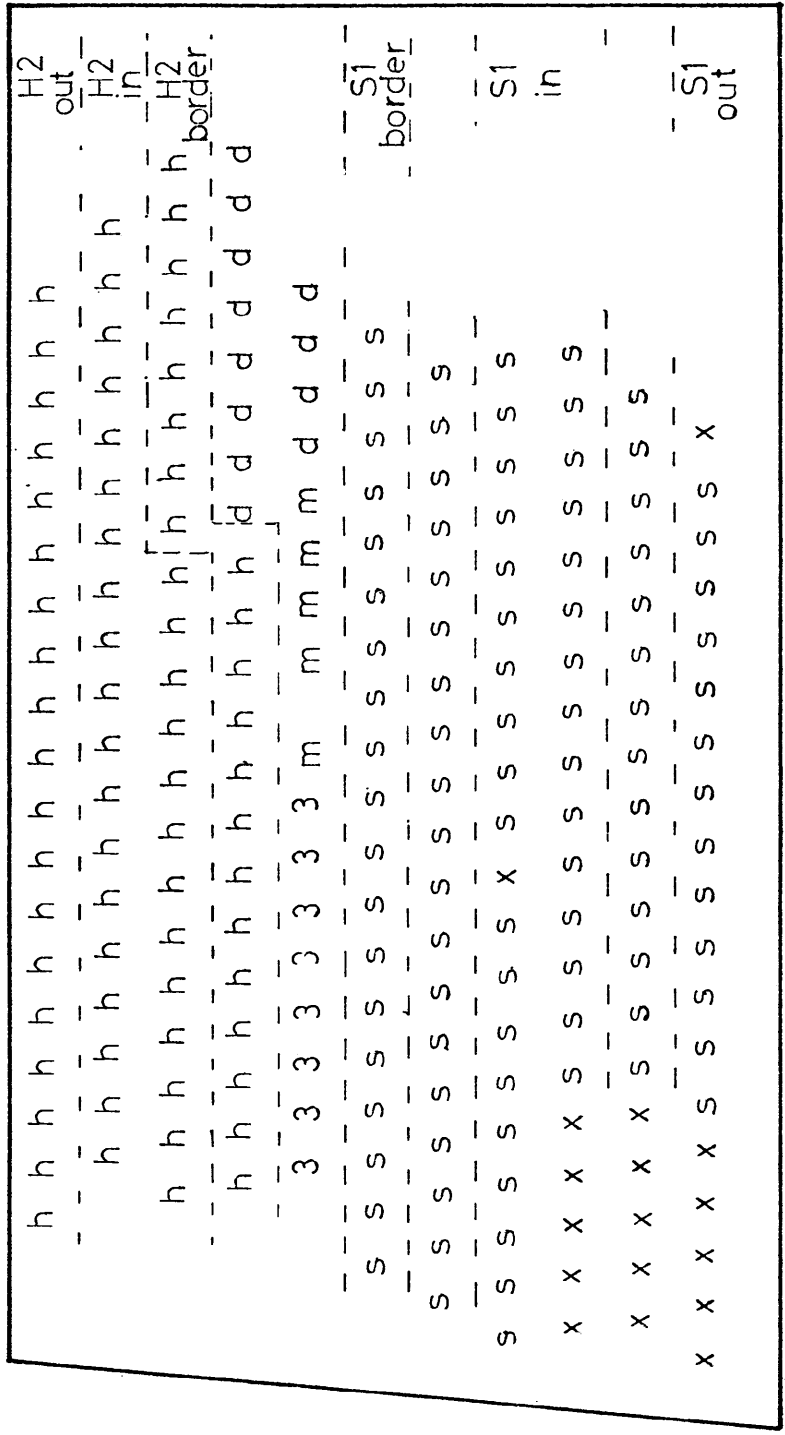 h h h h h h h h h h h h h h h h h h h H2 out
h h h h h h h h h h h h h h h h h h h H2 in
h h h h h h h h h h h h h h h h h h h h h H2 border
h h h h h h h h h h h h h d d d d d d d d
3 3 3 3 3 3 3 3 m m m m m d d d d
s s s s s s s s s s s s s s s s s s s S1 border
s s s s s s s s s s s s s s s s s s s
s s s s s s s s s x s s s s s s s s s s S1 in
x x x x x s s s s s s s s s s s s s s s
x x x x x s s s s s s s s s s s s s s
x x x x x s s s s s s s s s s s s s x S1 out